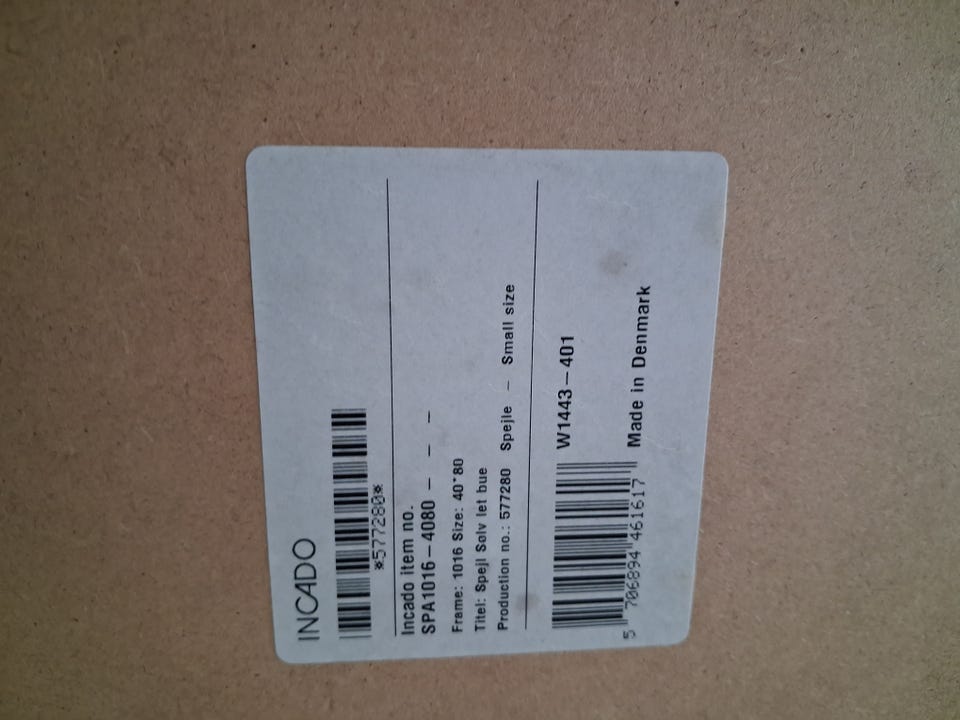 INCADO
*577280*
Incado item no.
SPA1016-4080 - - -
Frame: 1016 Size: 40*80
Titel: Spejl Sølv let bue
Production no.: 577280 Spejle - Small size
W1443-401
5 706894 461617
Made in Denmark